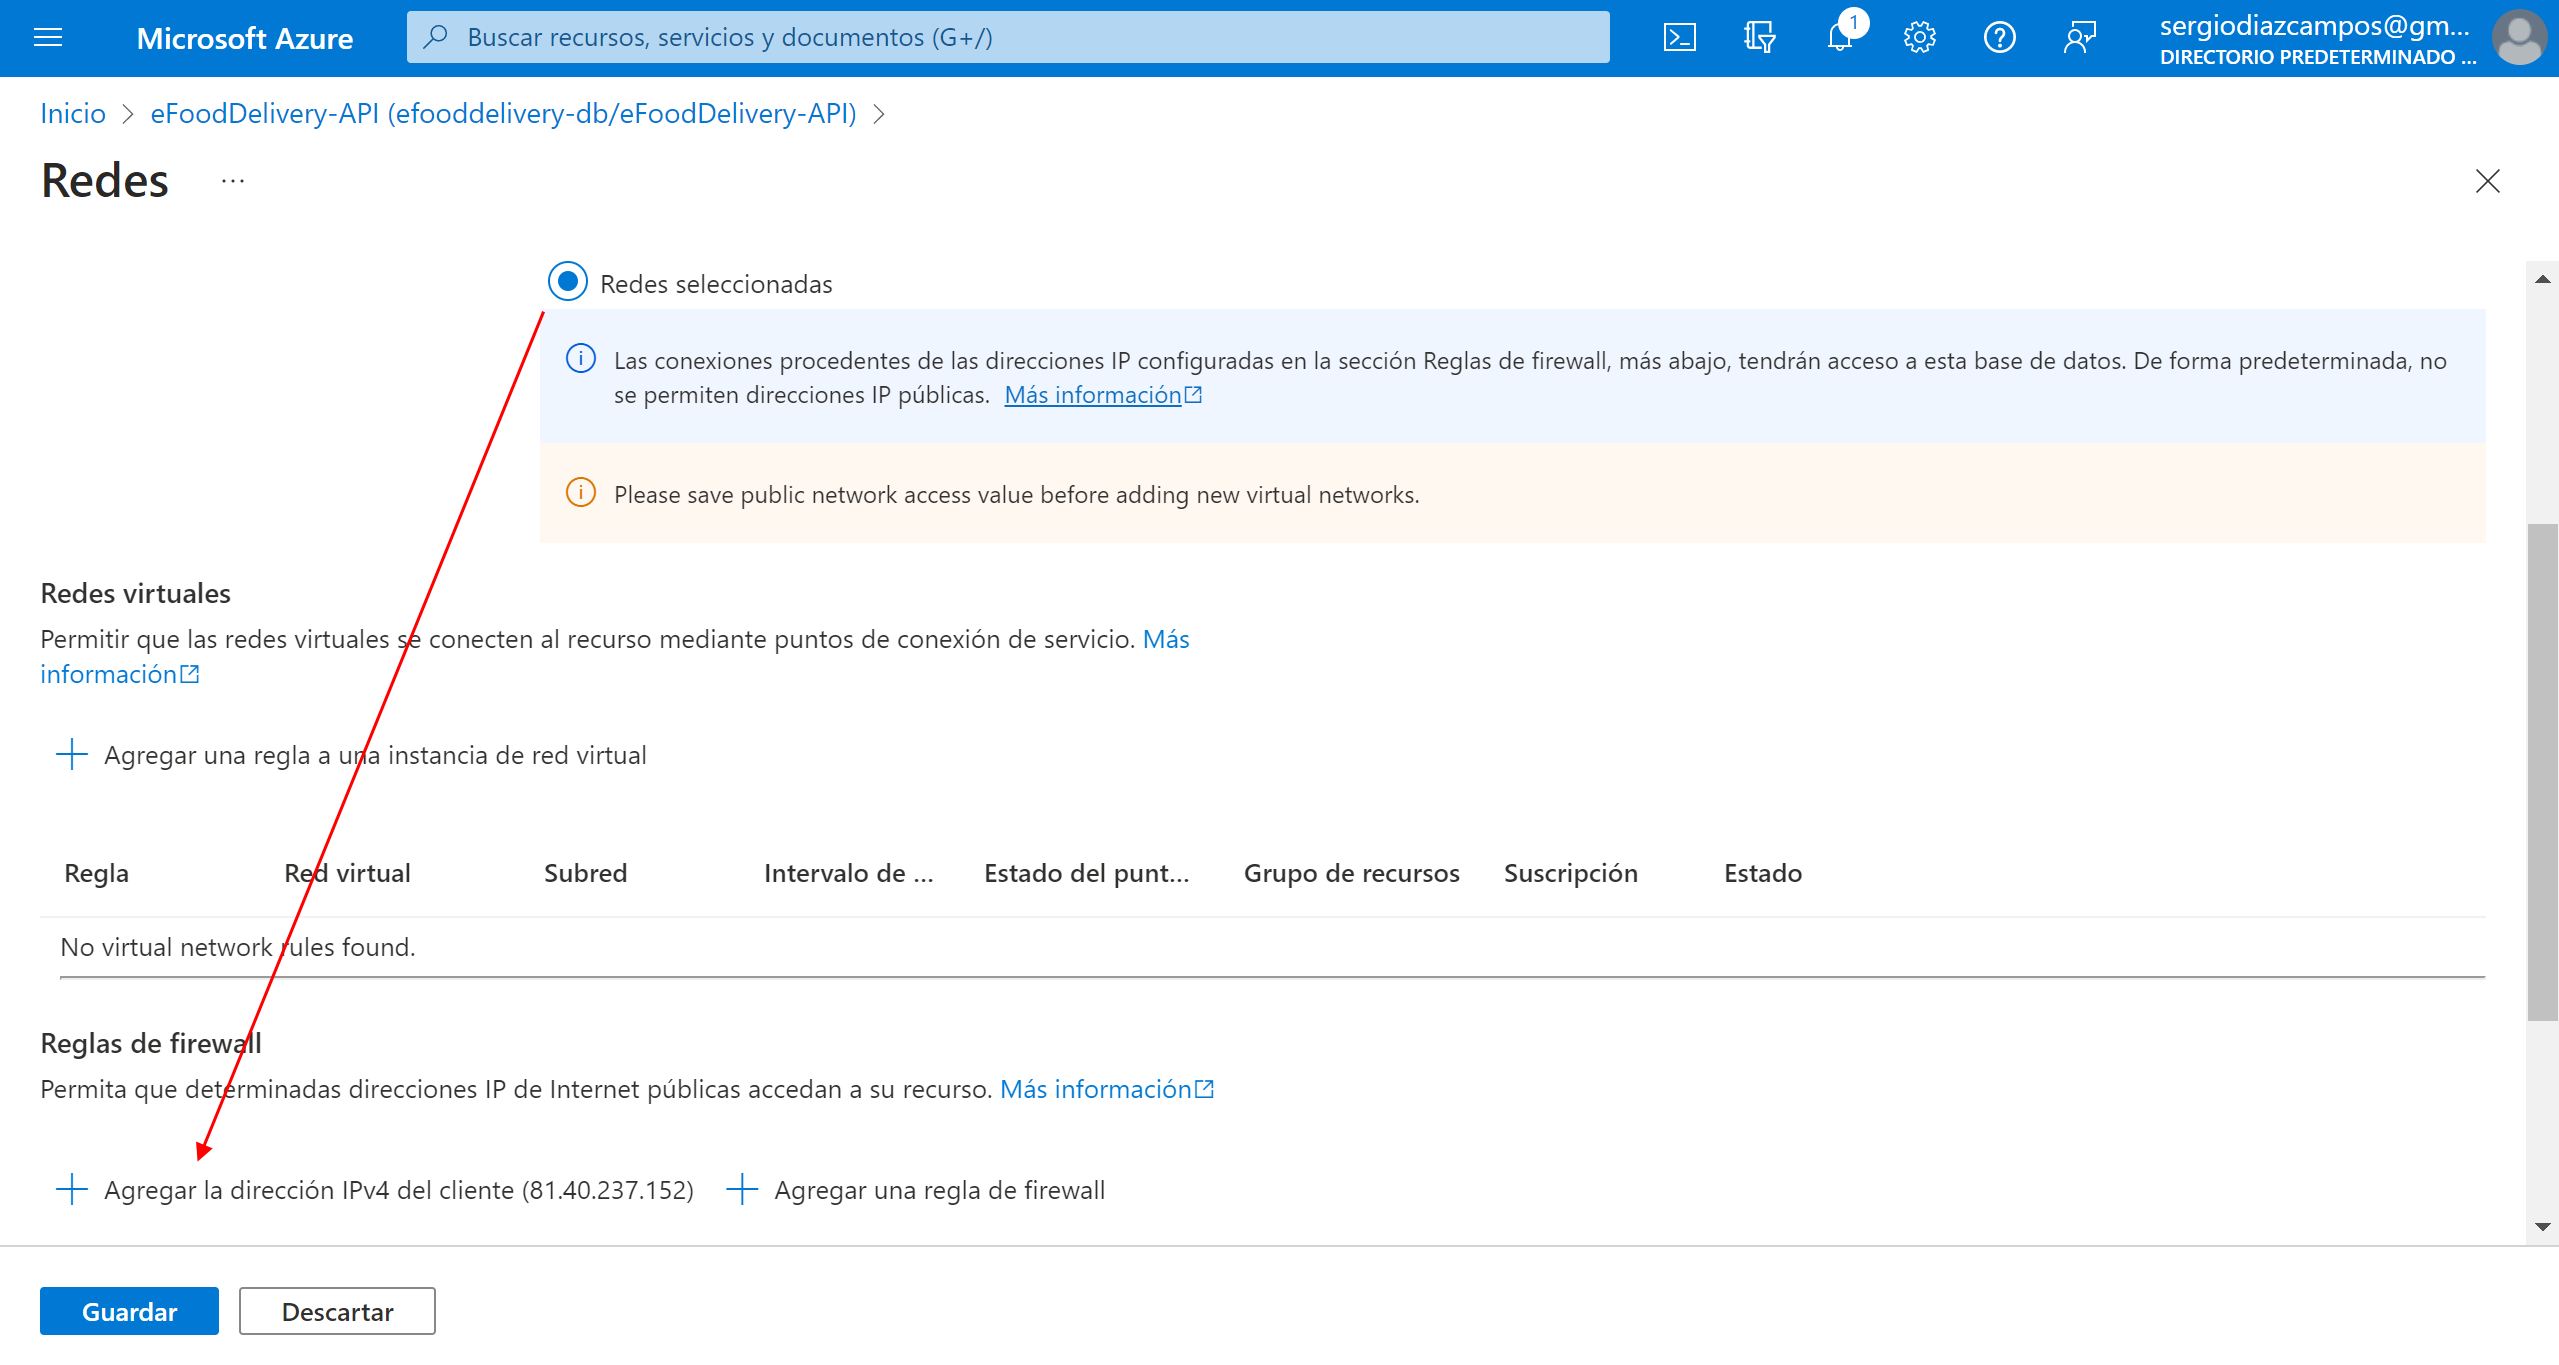 Microsoft Azure
Buscar recursos, servicios y documentos (G+/)
1
sergiodiazcampos@gm...
DIRECTORIO PREDETERMINADO ...
Inicio > eFoodDelivery-API (efooddelivery-db/eFoodDelivery-API) >
Redes ...
Redes seleccionadas
Las conexiones procedentes de las direcciones IP configuradas en la sección Reglas de firewall, más abajo, tendrán acceso a esta base de datos. De forma predeterminada, no
se permiten direcciones IP públicas. Más información
Please save public network access value before adding new virtual networks.
Redes virtuales
Permitir que las redes virtuales se conecten al recurso mediante puntos de conexión de servicio. Más
información
Agregar una regla a una instancia de red virtual
Regla Red virtual Subred Intervalo de ... Estado del punt... Grupo de recursos Suscripción Estado
No virtual network rules found.
Reglas de firewall
Permita que determinadas direcciones IP de Internet públicas accedan a su recurso. Más información
Agregar la dirección IPv4 del cliente (81.40.237.152) Agregar una regla de firewall
Guardar Descartar